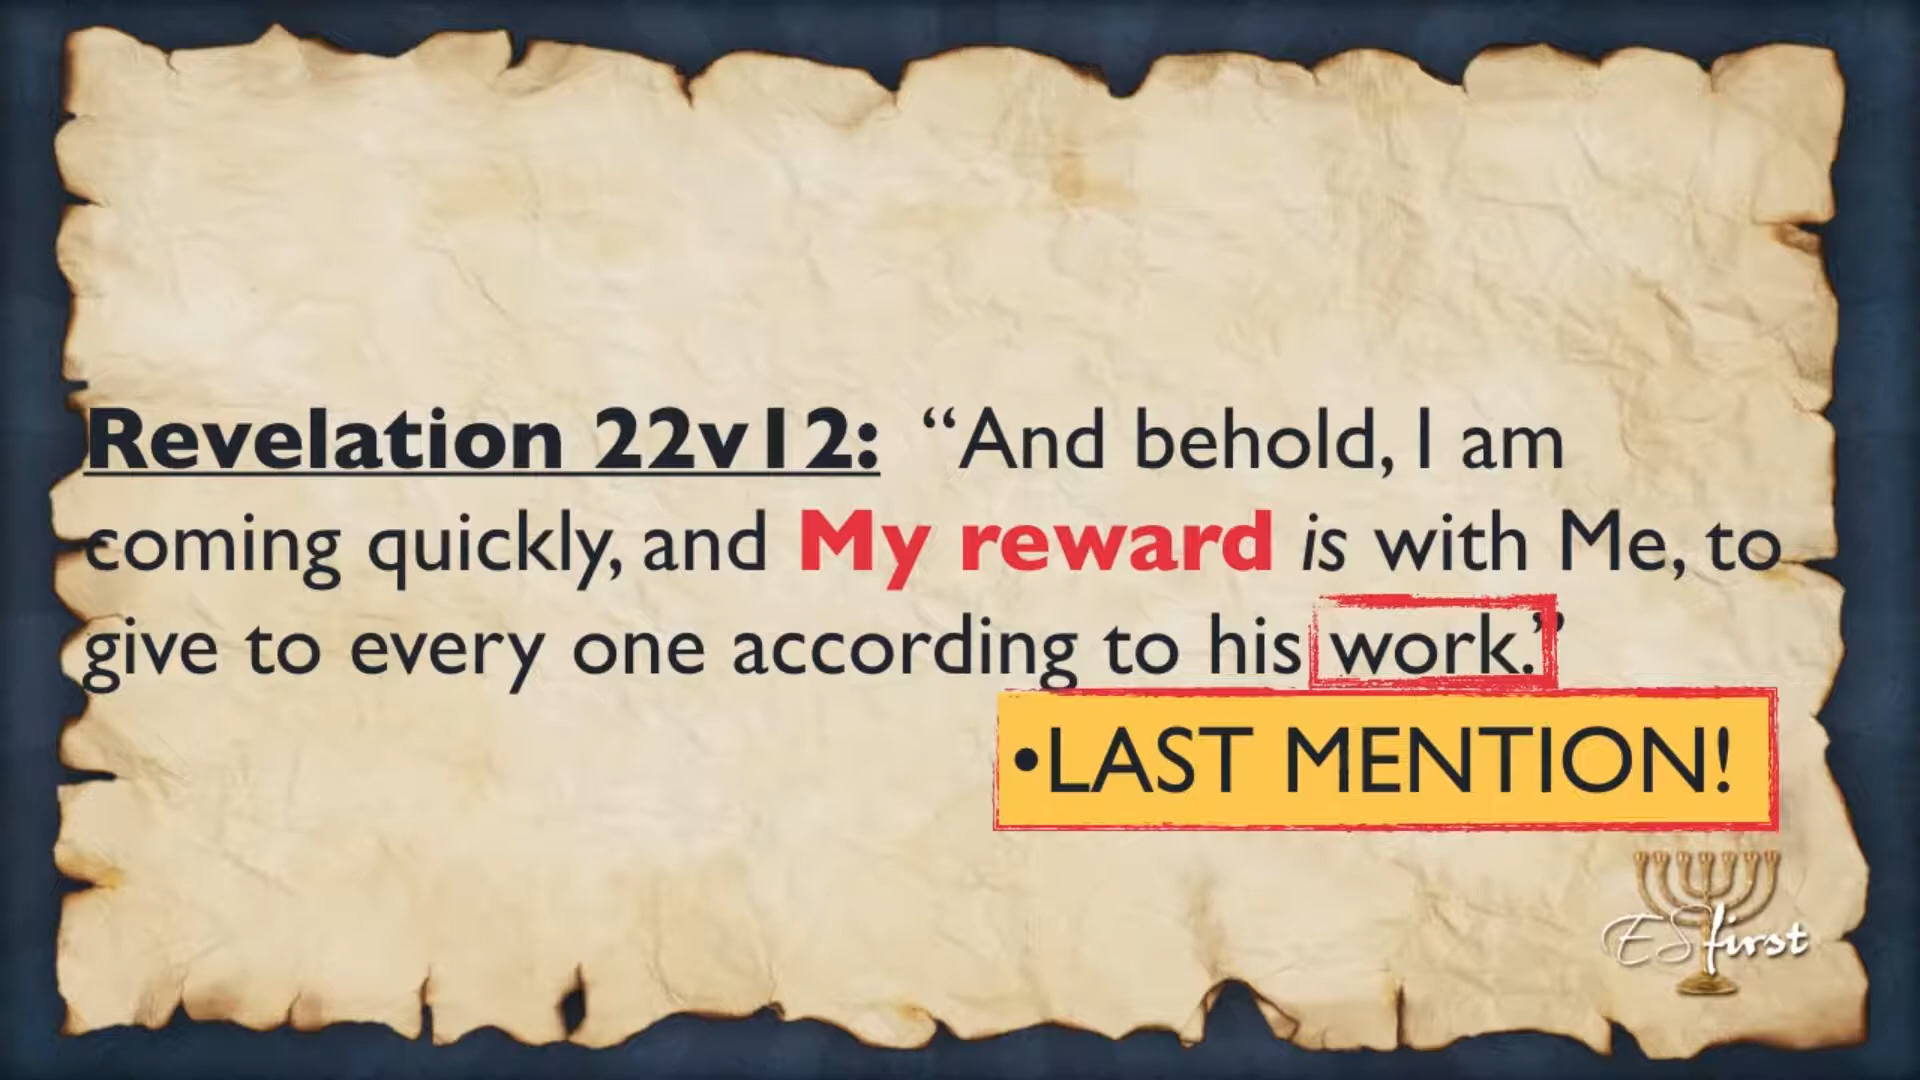 Revelation 22v12: “And behold, I am
coming quickly, and My reward is with Me, to
give to every one according to his work.”
•LAST MENTION!
ESfirst